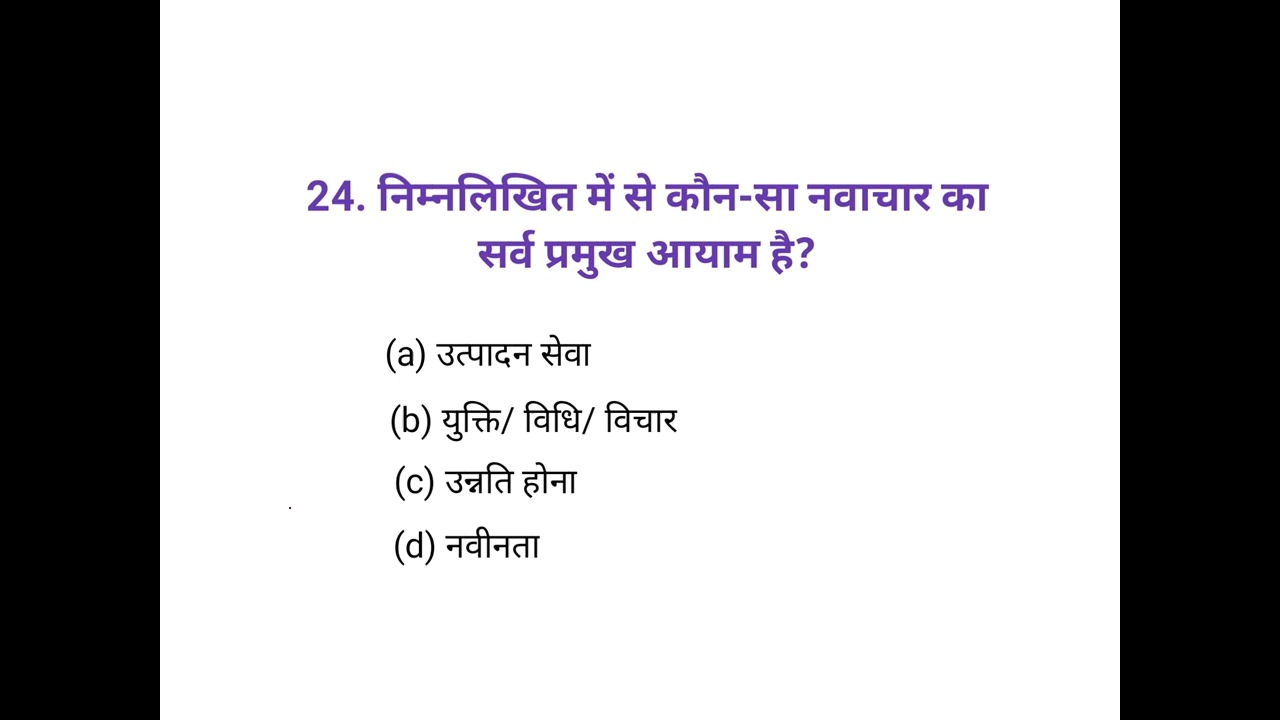 24. निम्नलिखित में से कौन-सा नवाचार का
सर्व प्रमुख आयाम है?
(a) उत्पादन सेवा
(b) युक्ति/ विधि/ विचार
(c) उन्नति होना
(d) नवीनता